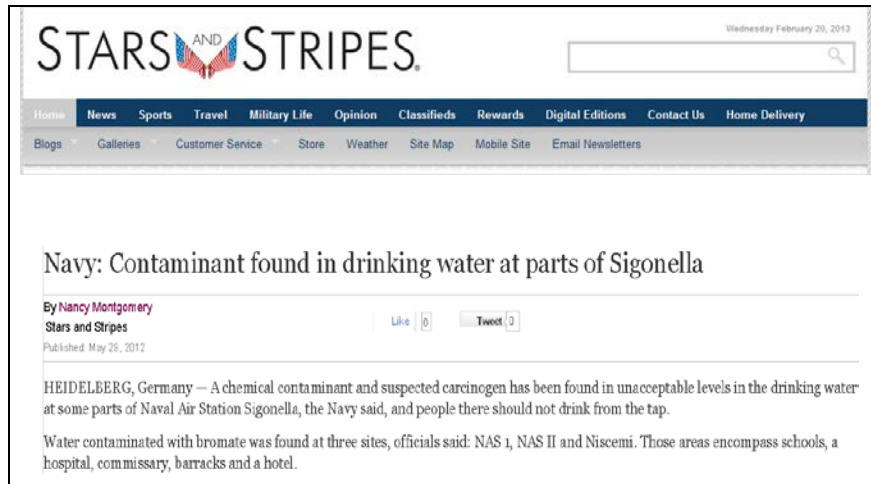 Wednesday February 20, 2013
STARS AND STRIPES.
Home News Sports Travel Military Life Opinion Classifieds Rewards Digital Editions Contact Us Home Delivery
Blogs Galleries Customer Service Store Weather Site Map Mobile Site Email Newsletters
Navy: Contaminant found in drinking water at parts of Sigonella
By Nancy Montgomery
Stars and Stripes
Like 0 Tweet 0
Published: May 28, 2012
HEIDELBERG, Germany — A chemical contaminant and suspected carcinogen has been found in unacceptable levels in the drinking water
at some parts of Naval Air Station Sigonella, the Navy said, and people there should not drink from the tap.
Water contaminated with bromate was found at three sites, officials said: NAS 1, NAS II and Niscemi. Those areas encompass schools, a
hospital, commissary, barracks and a hotel.